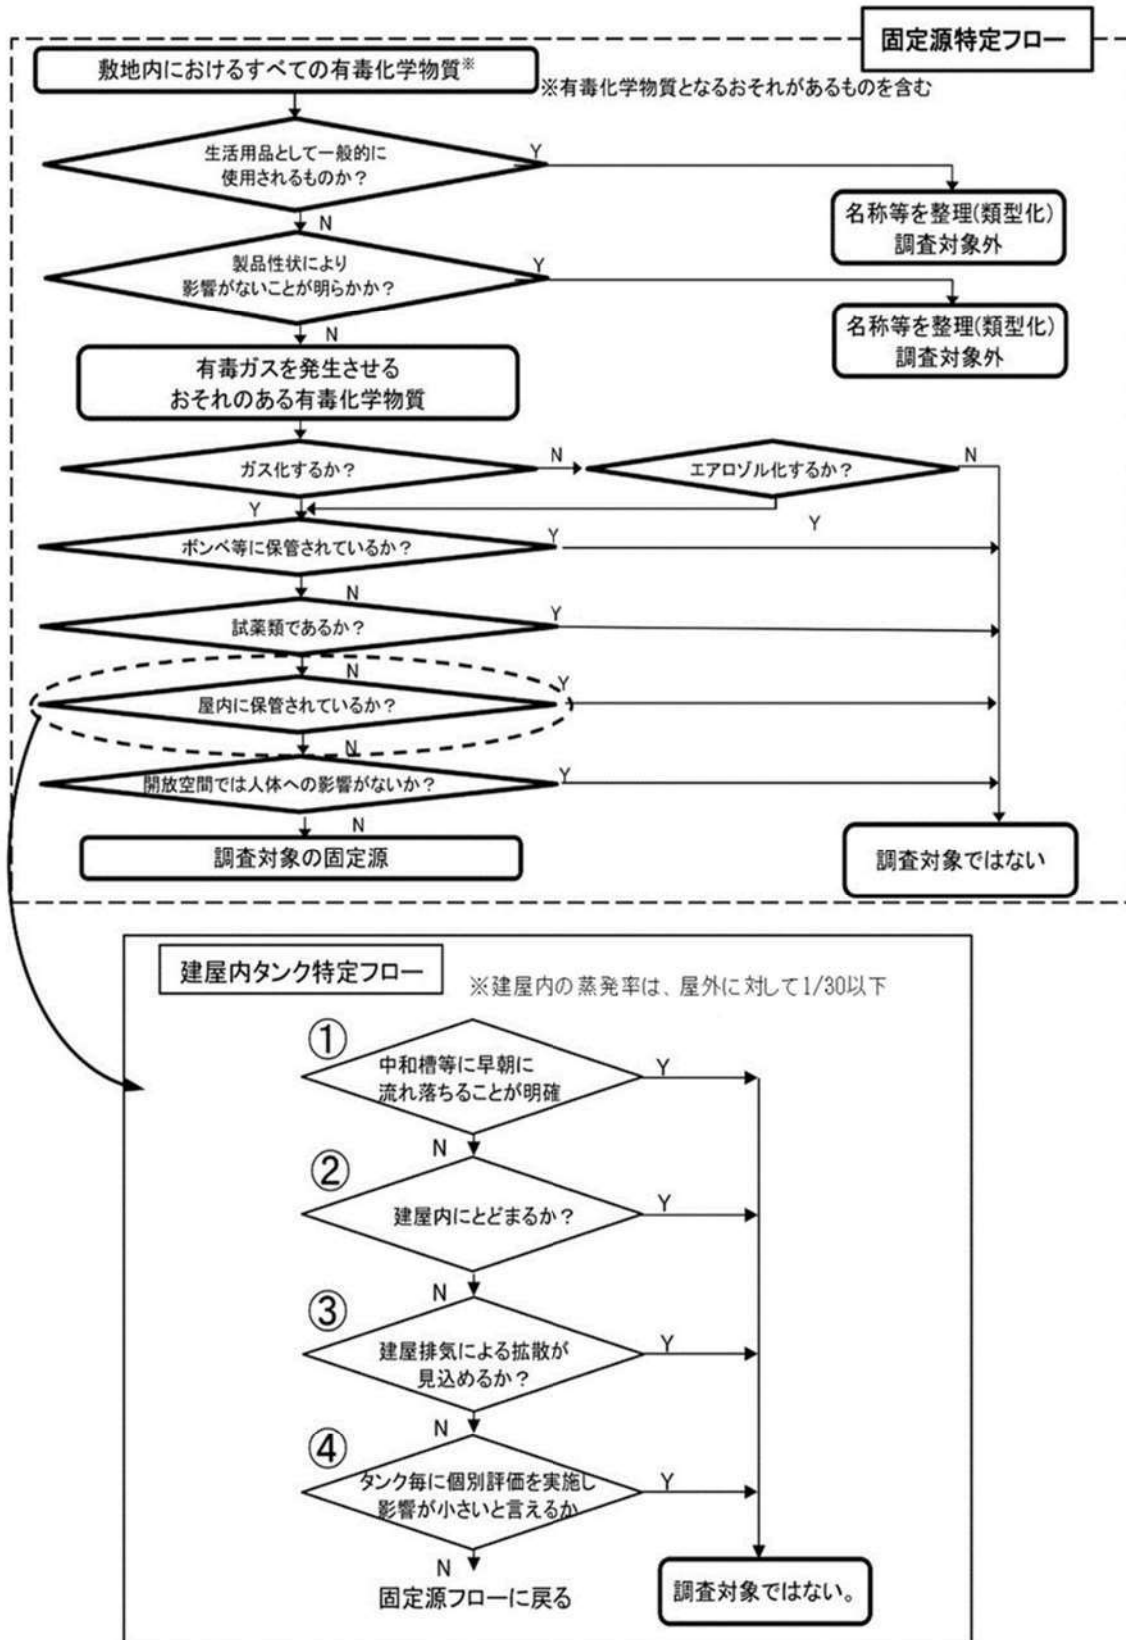 固定源特定フロー
敷地内におけるすべての有毒化学物質※
※有毒化学物質となるおそれがあるものを含む
生活用品として一般的に
使用されるものか？
Y
N
名称等を整理(類型化)
調査対象外
製品性状により
影響がないことが明らかか？
Y
N
名称等を整理(類型化)
調査対象外
有毒ガスを発生させる
おそれのある有毒化学物質
ガス化するか？
N
エアロゾル化するか？
N
Y
Y
ボンベ等に保管されているか？
Y
N
試薬類であるか？
Y
N
屋内に保管されているか？
Y
N
開放空間では人体への影響がないか？
Y
N
調査対象の固定源
調査対象ではない
建屋内タンク特定フロー
※建屋内の蒸発率は、屋外に対して1/30以下
①
中和槽等に早朝に
流れ落ちることが明確
Y
N
②
建屋内にとどまるか？
Y
N
③
建屋排気による拡散が
見込めるか？
Y
N
④
タンク毎に個別評価を実施し
影響が小さいと言えるか
Y
N
固定源フローに戻る
調査対象ではない。